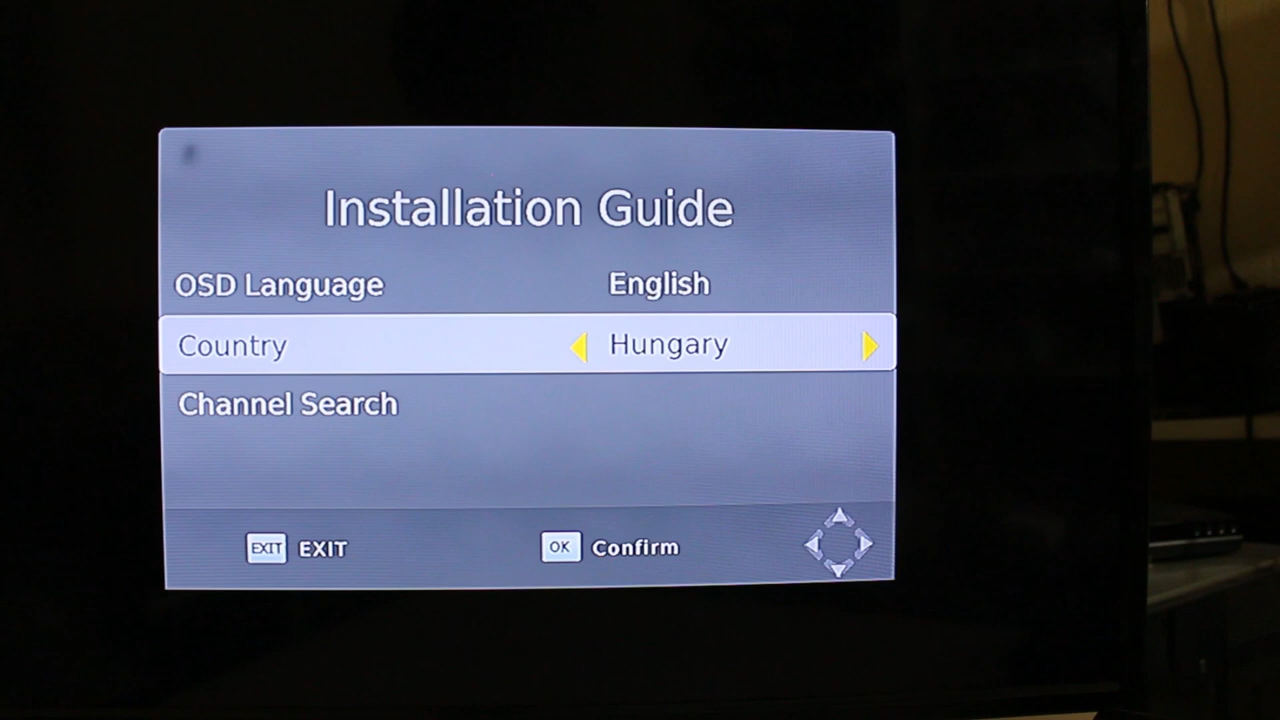 Installation Guide
OSD Language English
Country Hungary
Channel Search
EXIT EXIT OK Confirm